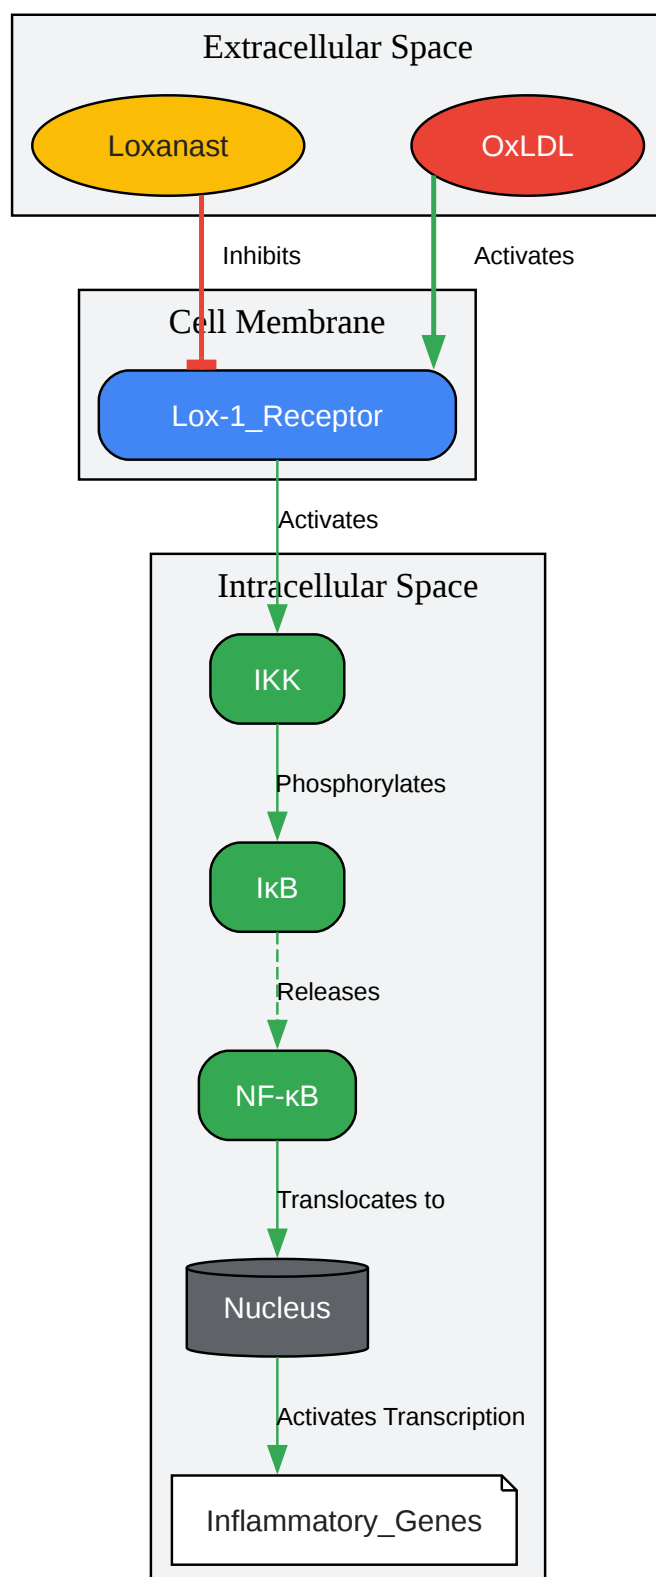 Extracellular Space
Loxanast
OxLDL
Inhibits
Activates
Cell Membrane
Lox-1_Receptor
Activates
Intracellular Space
IKK
Phosphorylates
IκB
Releases
NF-κB
Translocates to
Nucleus
Activates Transcription
Inflammatory_Genes